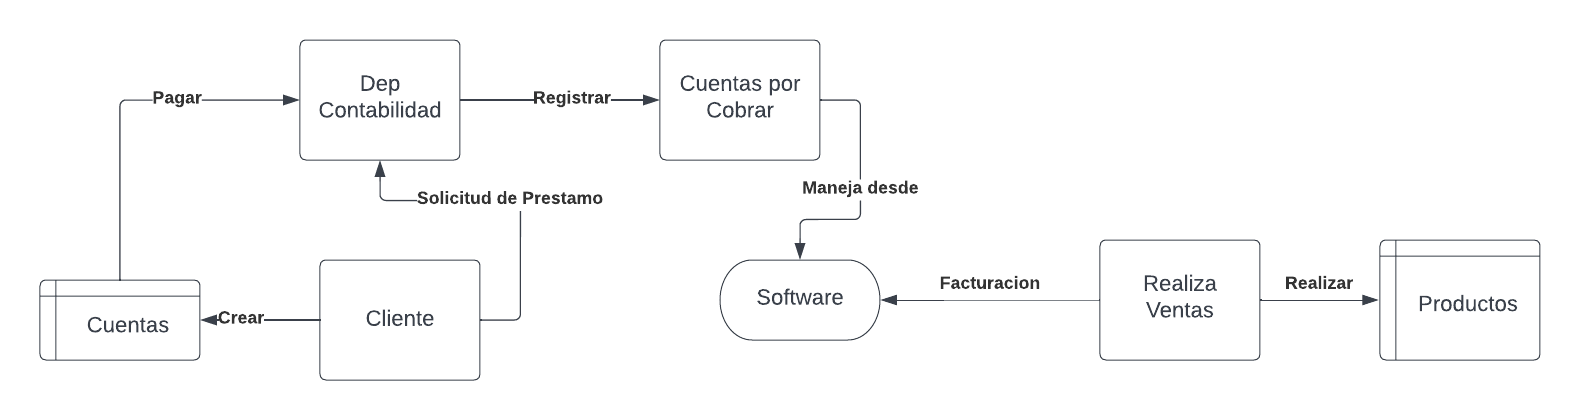 Dep
Contabilidad
Cuentas por
Cobrar
Pagar
Registrar
Maneja desde
Solicitud de Prestamo
Cuentas
Crear
Cliente
Software
Facturacion
Realiza
Ventas
Realizar
Productos